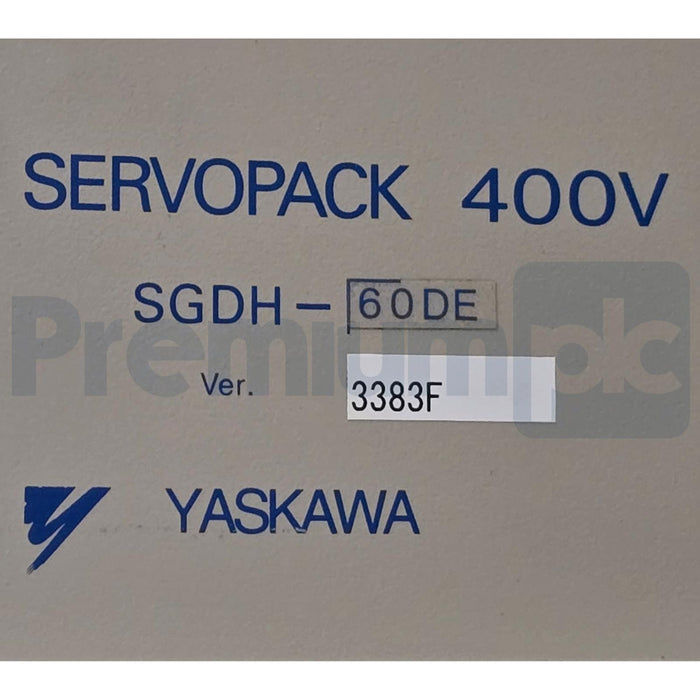 SERVOPACK 400V
SGDH-60DE
PremiumPLC
Ver. 3383F
YASKAWA